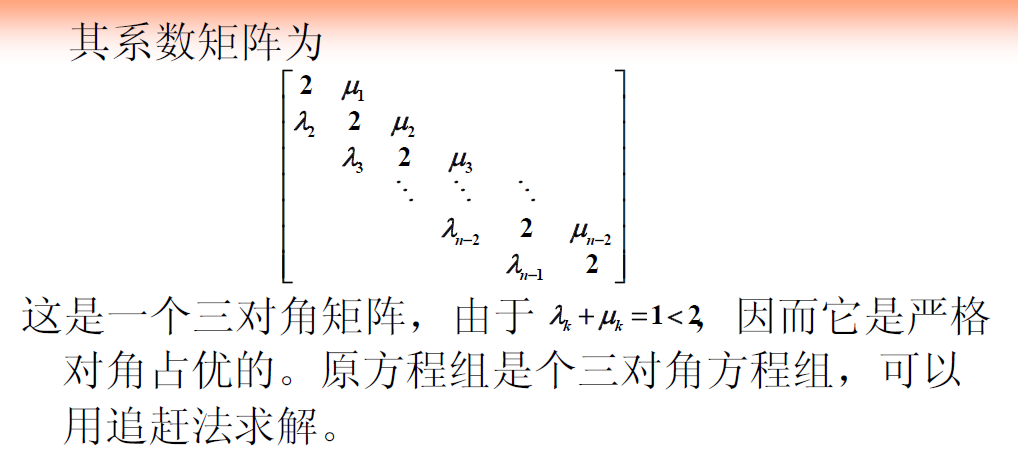 其系数矩阵为
2 μ₁
λ₂ 2 μ₂
λ₃ 2 μ₃
⋱ ⋱ ⋱
λₙ₋₂ 2 μₙ₋₂
λₙ₋₁ 2
这是一个三对角矩阵，由于 λₖ+μₖ=1<2, 因而它是严格
对角占优的。原方程组是个三对角方程组，可以
用追赶法求解。